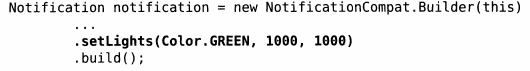 Notification notification = new NotificationCompat.Builder(this)
...
.setLights(Color.GREEN, 1000, 1000)
.build();